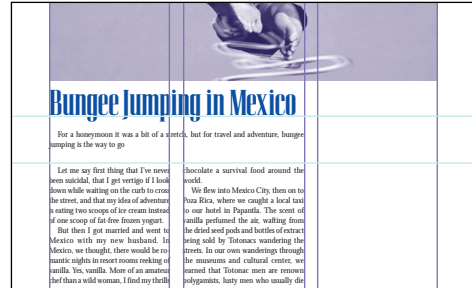 Bungee Jumping in Mexico
For a honeymoon it was a bit of a stretch, but for travel and adventure, bungee
jumping is the way to go
Let me say first thing that I've never
been suicidal, that I get vertigo if I look
down while waiting on the curb to cross
the street, and that my idea of adventure
is eating two scoops of ice cream instead
of one scoop of fat-free frozen yogurt.
But then I got married and went to
Mexico with my new husband. In
Mexico, we thought, there would be ro-
mantic nights in resort rooms reeking of
vanilla. Yes, vanilla. More of an amateur
chef than a wild woman, I find my thrills
chocolate a survival food around the
world.
We flew into Mexico City, then on to
Poza Rica, where we caught a local taxi
to our hotel in Papantla. The scent of
vanilla perfumed the air, wafting from
the dried seed pods and bottles of extract
being sold by Totonacs wandering the
streets. In our own wanderings through
the museums and cultural center, we
learned that Totonac men are renown
polygamists, lusty men who usually die